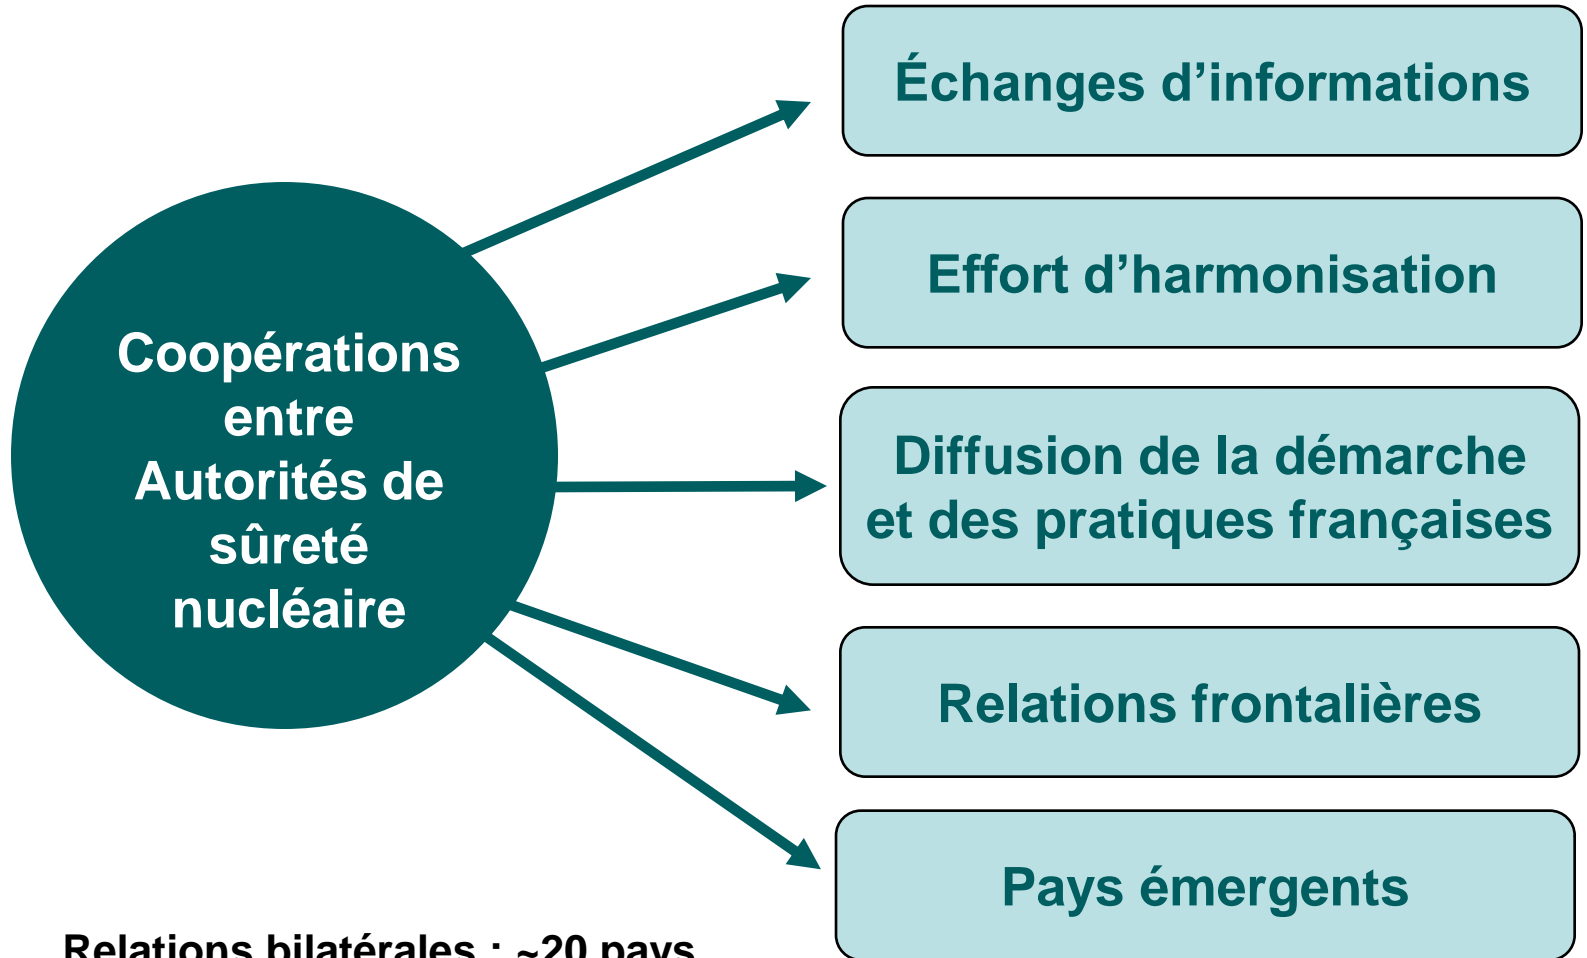 Coopérations
entre
Autorités de
sûreté
nucléaire
Échanges d’informations
Effort d’harmonisation
Diffusion de la démarche
et des pratiques françaises
Relations frontalières
Pays émergents
Relations bilatérales : ~20 pays